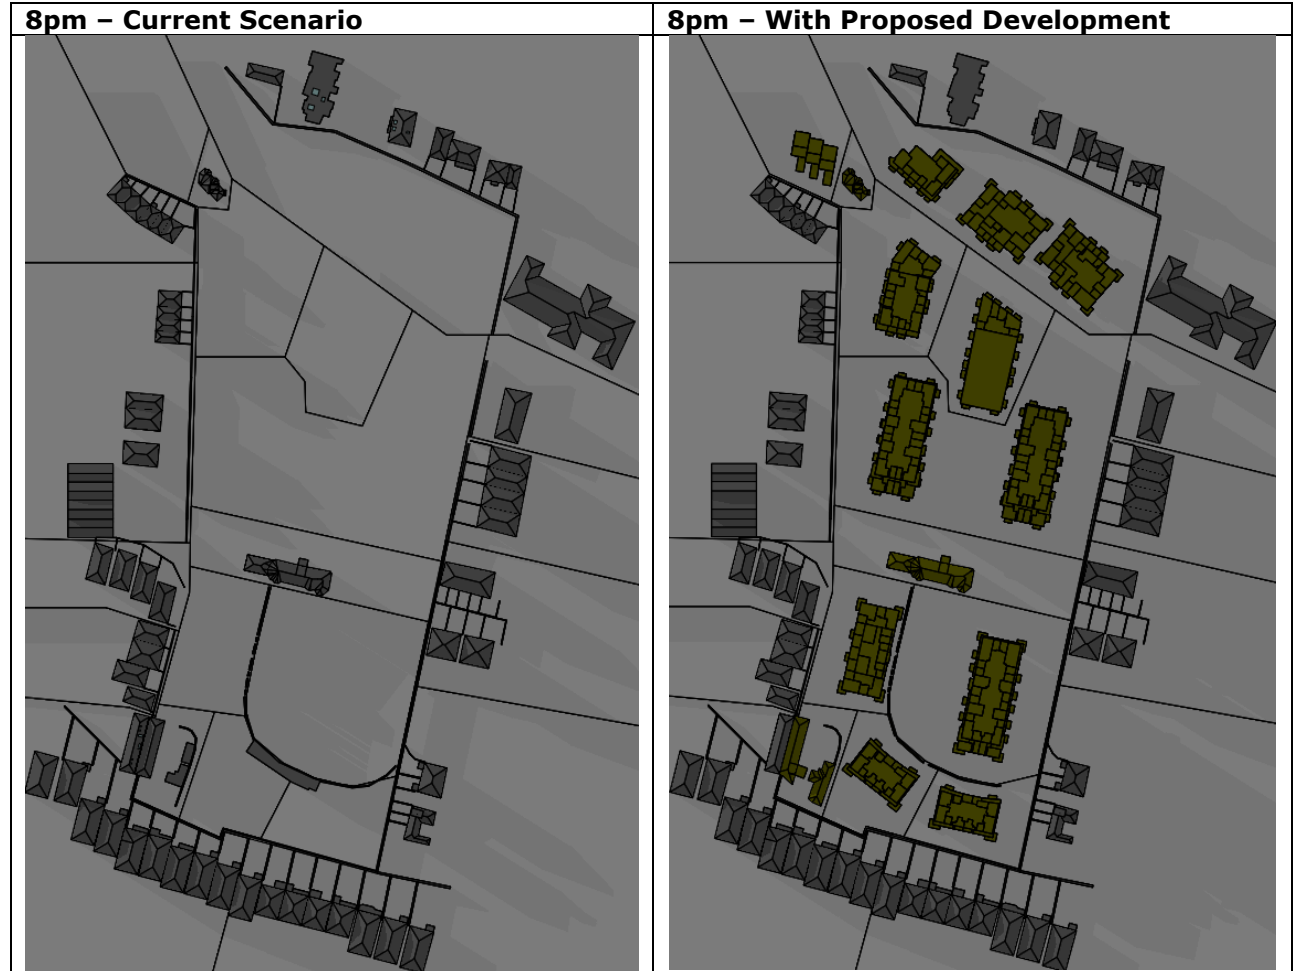 8pm – Current Scenario
8pm – With Proposed Development